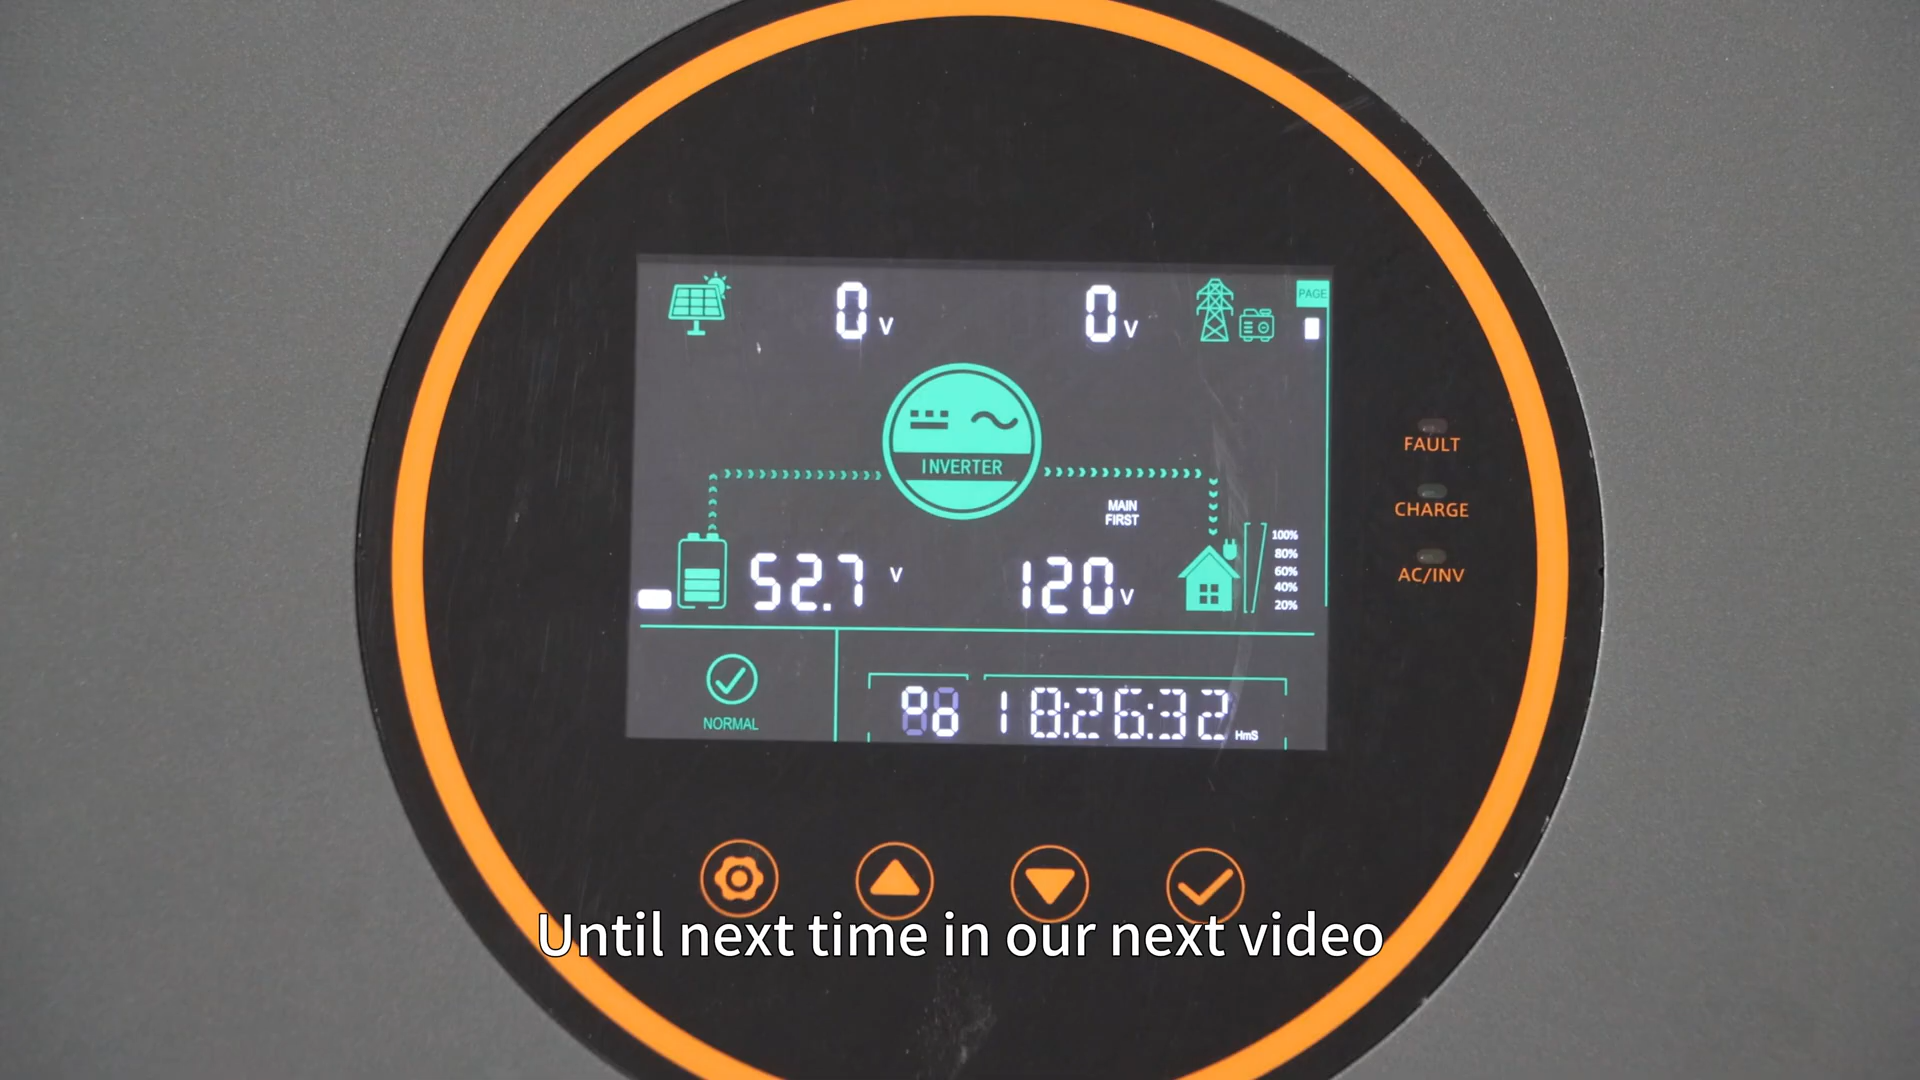 0 V
0 V
PAGE
INVERTER
MAIN
FIRST
FAULT
CHARGE
AC/INV
52.7 V
120 V
100%
80%
60%
40%
20%
NORMAL
18:26:32 HmS
Until next time in our next video